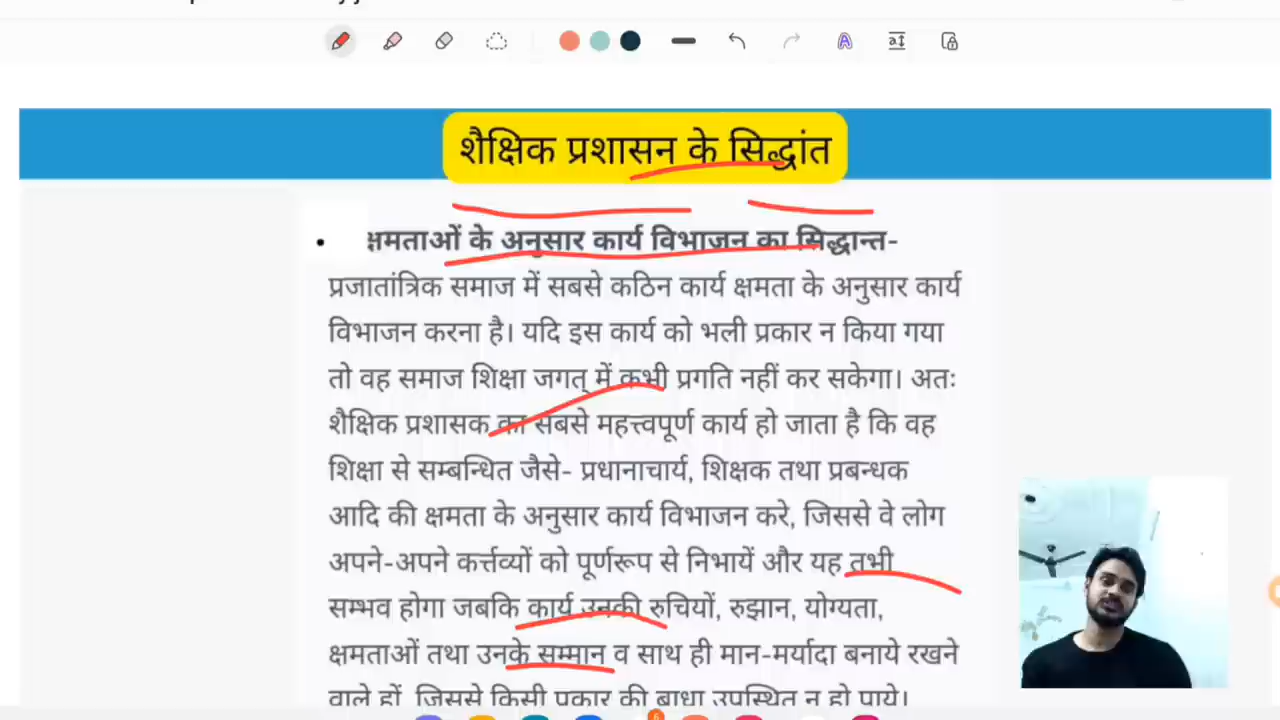 शैक्षिक प्रशासन के सिद्धांत
• क्षमताओं के अनुसार कार्य विभाजन का सिद्धान्त-
प्रजातांत्रिक समाज में सबसे कठिन कार्य क्षमता के अनुसार कार्य
विभाजन करना है। यदि इस कार्य को भली प्रकार न किया गया
तो वह समाज शिक्षा जगत् में कभी प्रगति नहीं कर सकेगा। अतः
शैक्षिक प्रशासक का सबसे महत्त्वपूर्ण कार्य हो जाता है कि वह
शिक्षा से सम्बन्धित जैसे- प्रधानाचार्य, शिक्षक तथा प्रबन्धक
आदि की क्षमता के अनुसार कार्य विभाजन करे, जिससे वे लोग
अपने-अपने कर्त्तव्यों को पूर्णरूप से निभायें और यह तभी
सम्भव होगा जबकि कार्य उनकी रुचियों, रुझान, योग्यता,
क्षमताओं तथा उनके सम्मान व साथ ही मान-मर्यादा बनाये रखने
वाले हों, जिससे किसी प्रकार की बाधा उपस्थित न हो पाये।